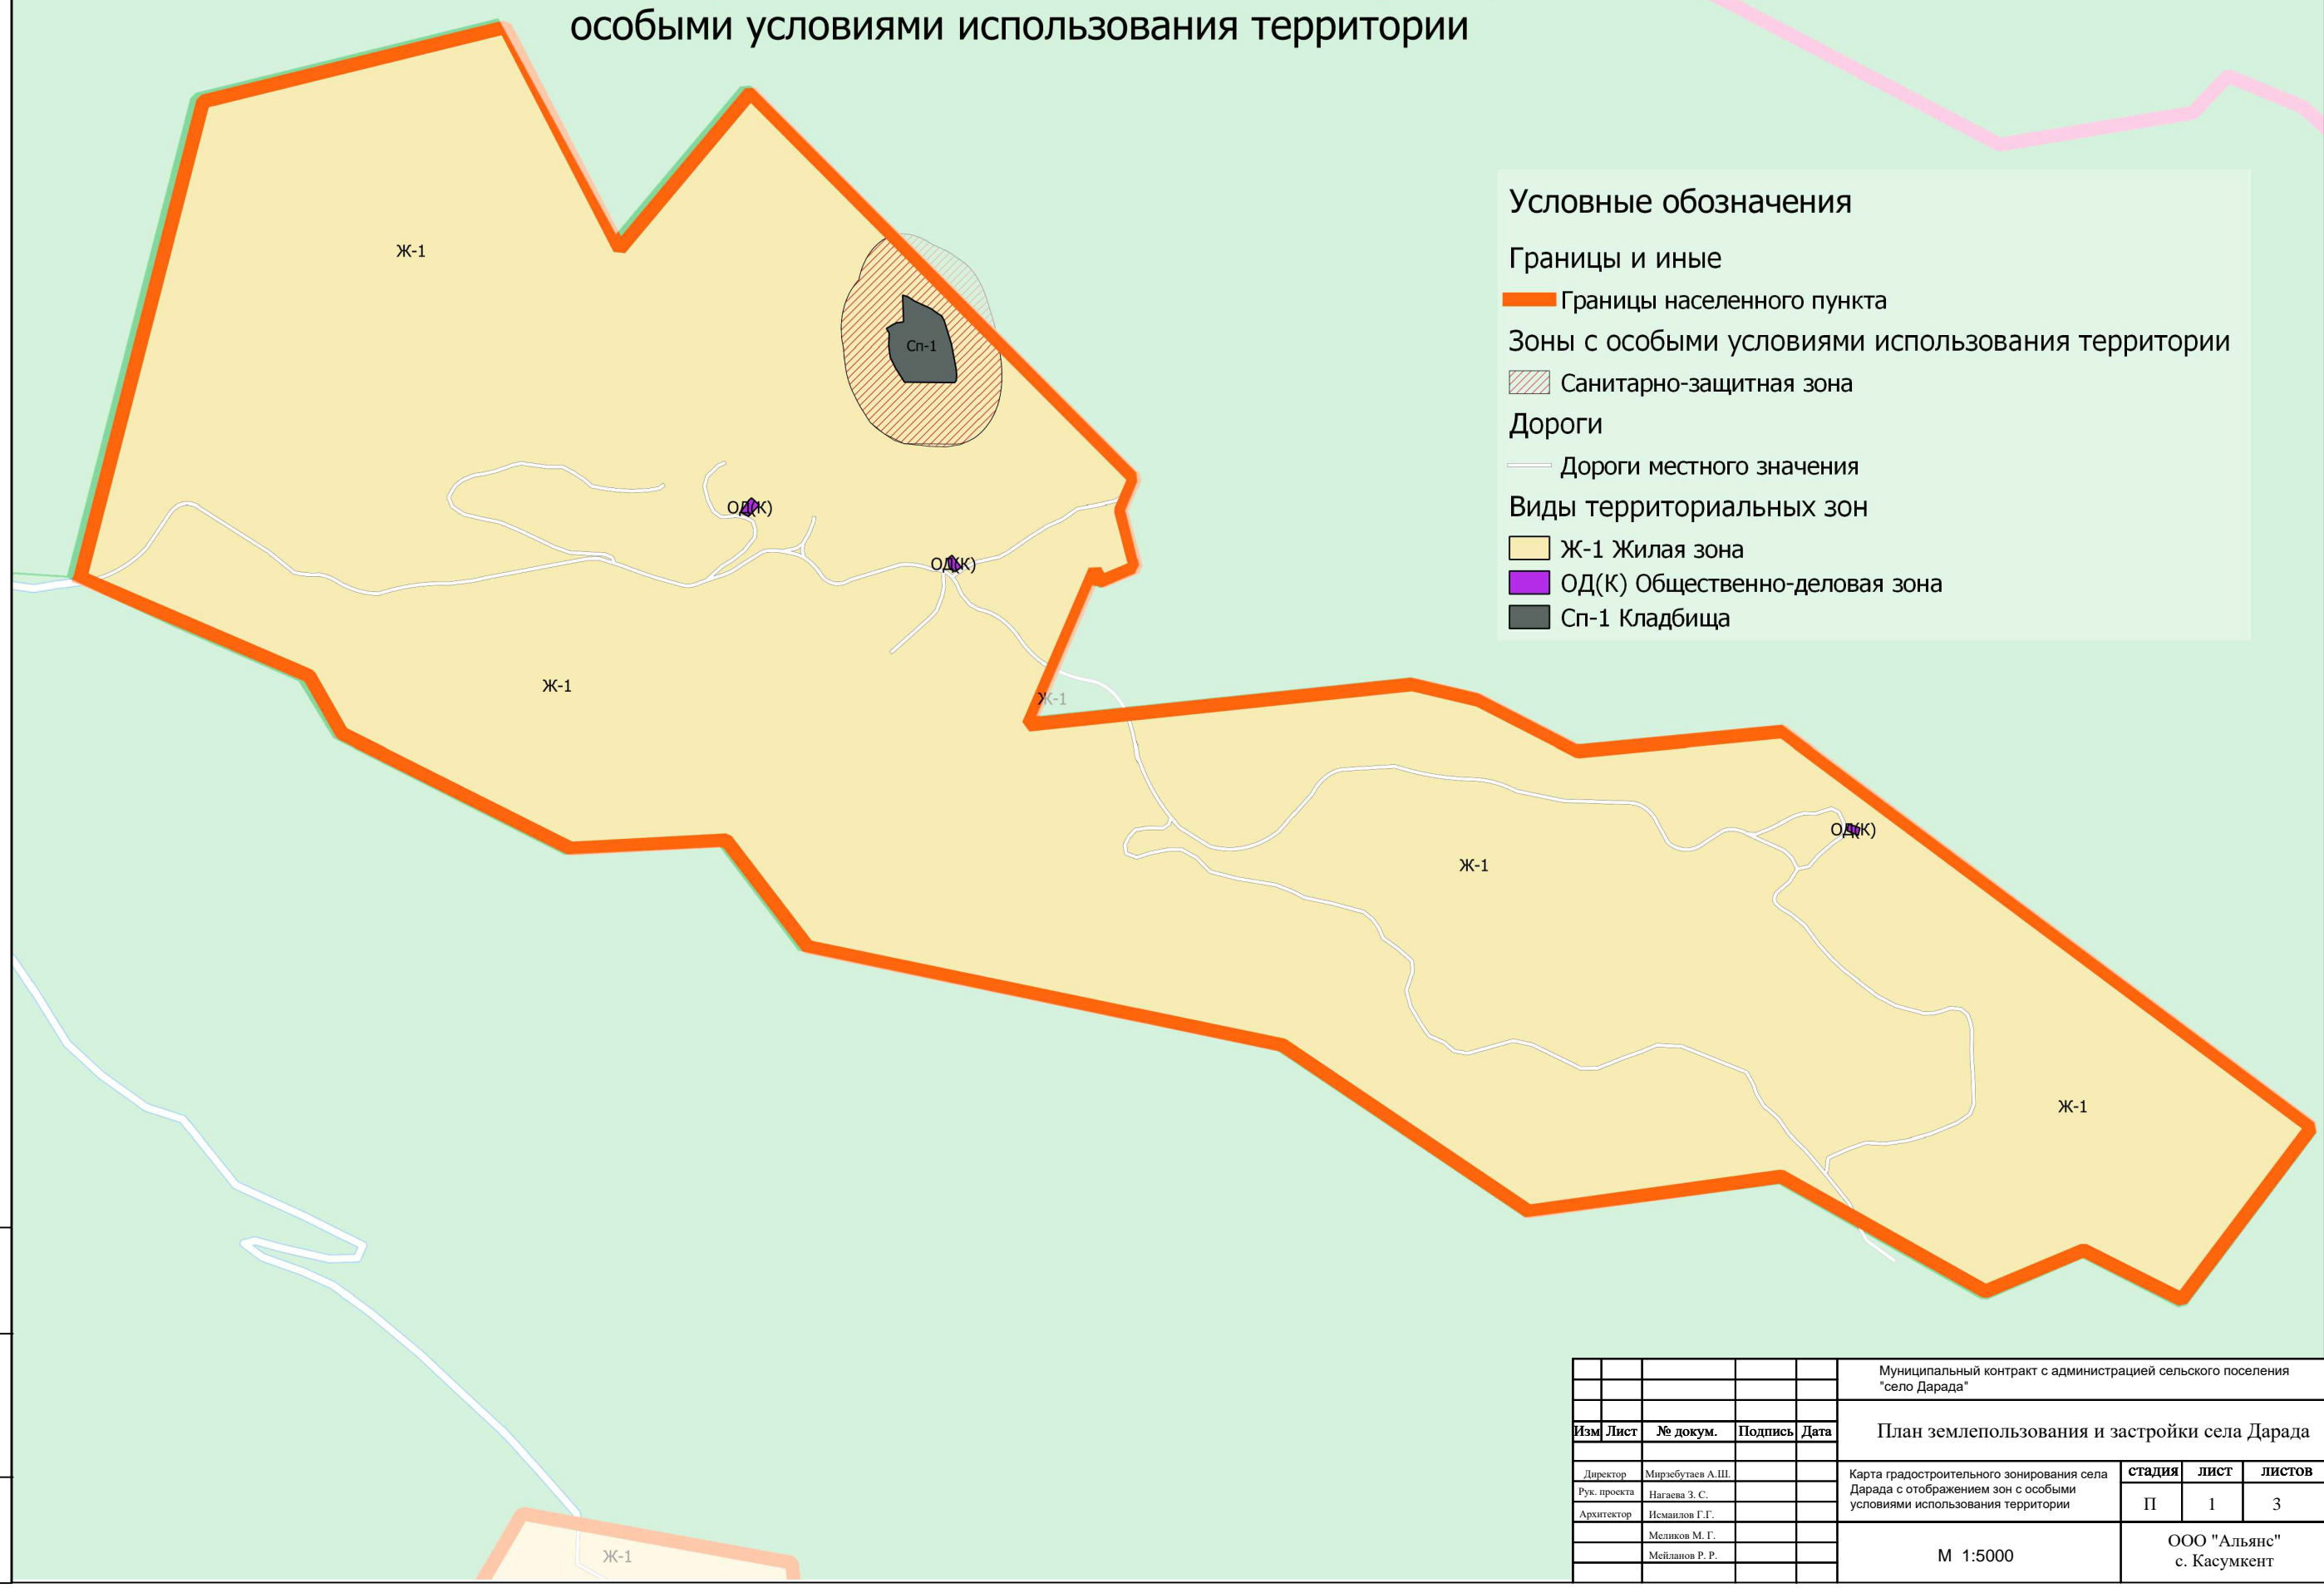 особыми условиями использования территории
Ж-1
Сп-1
ОД(К)
ОД(К)
Ж-1
Ж-1
ОД(К)
Ж-1
Ж-1
Ж-1
Условные обозначения
Границы и иные
Границы населенного пункта
Зоны с особыми условиями использования территории
Санитарно-защитная зона
Дороги
Дороги местного значения
Виды территориальных зон
Ж-1 Жилая зона
ОД(К) Общественно-деловая зона
Сп-1 Кладбища
Муниципальный контракт с администрацией сельского поселения
"село Дарада"
Изм Лист № докум. Подпись Дата
План землепользования и застройки села Дарада
Директор Мирзебутаев А.Ш.
Рук. проекта Нагаева З. С.
Архитектор Исмаилов Г.Г.
Меликов М. Г.
Мейланов Р. Р.
Карта градостроительного зонирования села
Дарада с отображением зон с особыми
условиями использования территории
стадия лист листов
П 1 3
М 1:5000
ООО "Альянс"
с. Касумкент